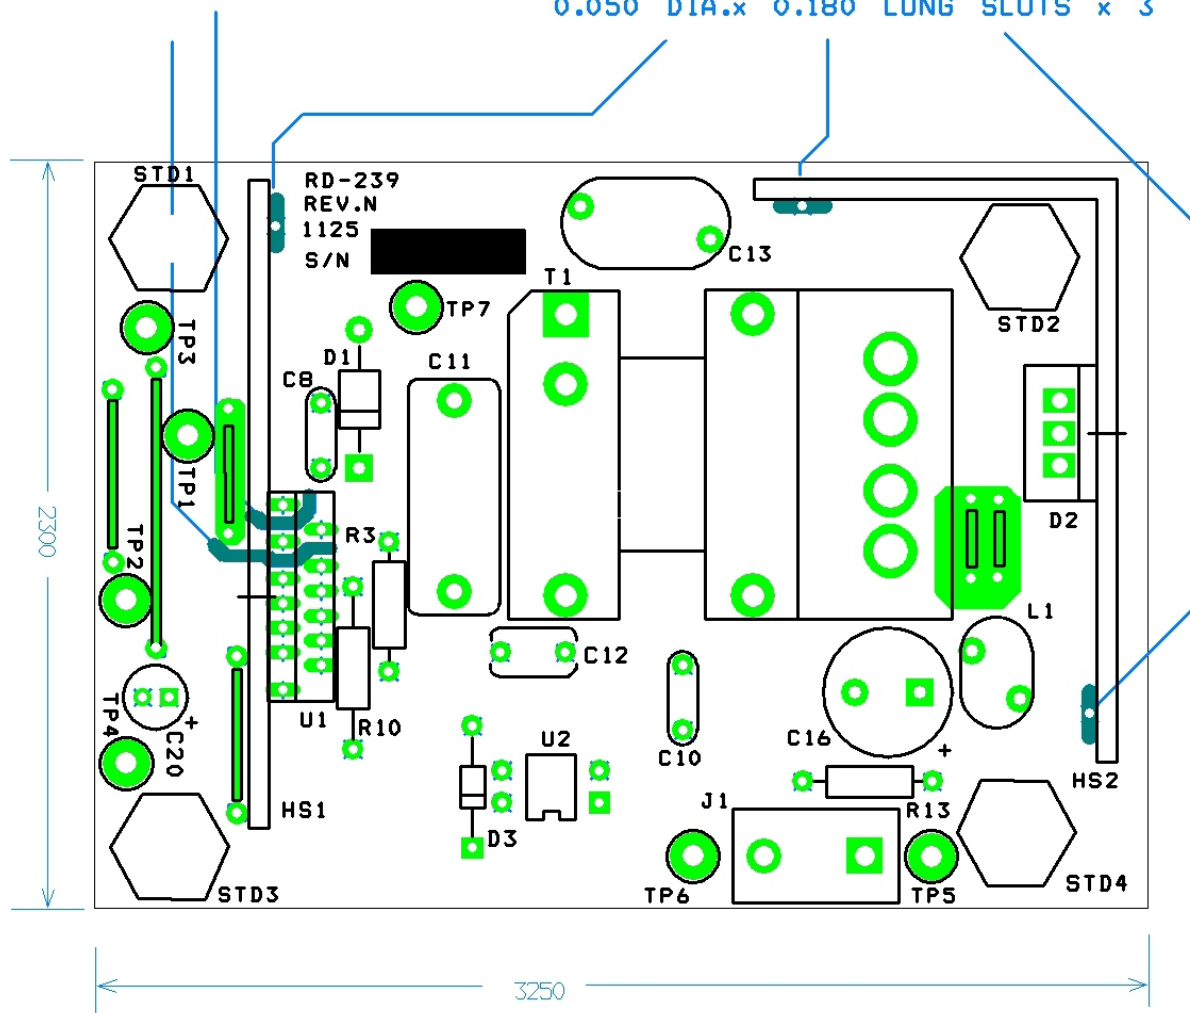 0.050 DIA.x 0.180 LONG SLOTS x 3
STD1
RD-239
REV.N
1125
S/N
C13
T1
TP7
STD2
TP3
D1
C11
C8
TP1
R3
D2
TP2
2300
L1
C12
U1
R10
TP4
C20
+
U2
C16
C10
+
HS2
HS1
D3
J1
R13
STD3
TP6
TP5
STD4
3250